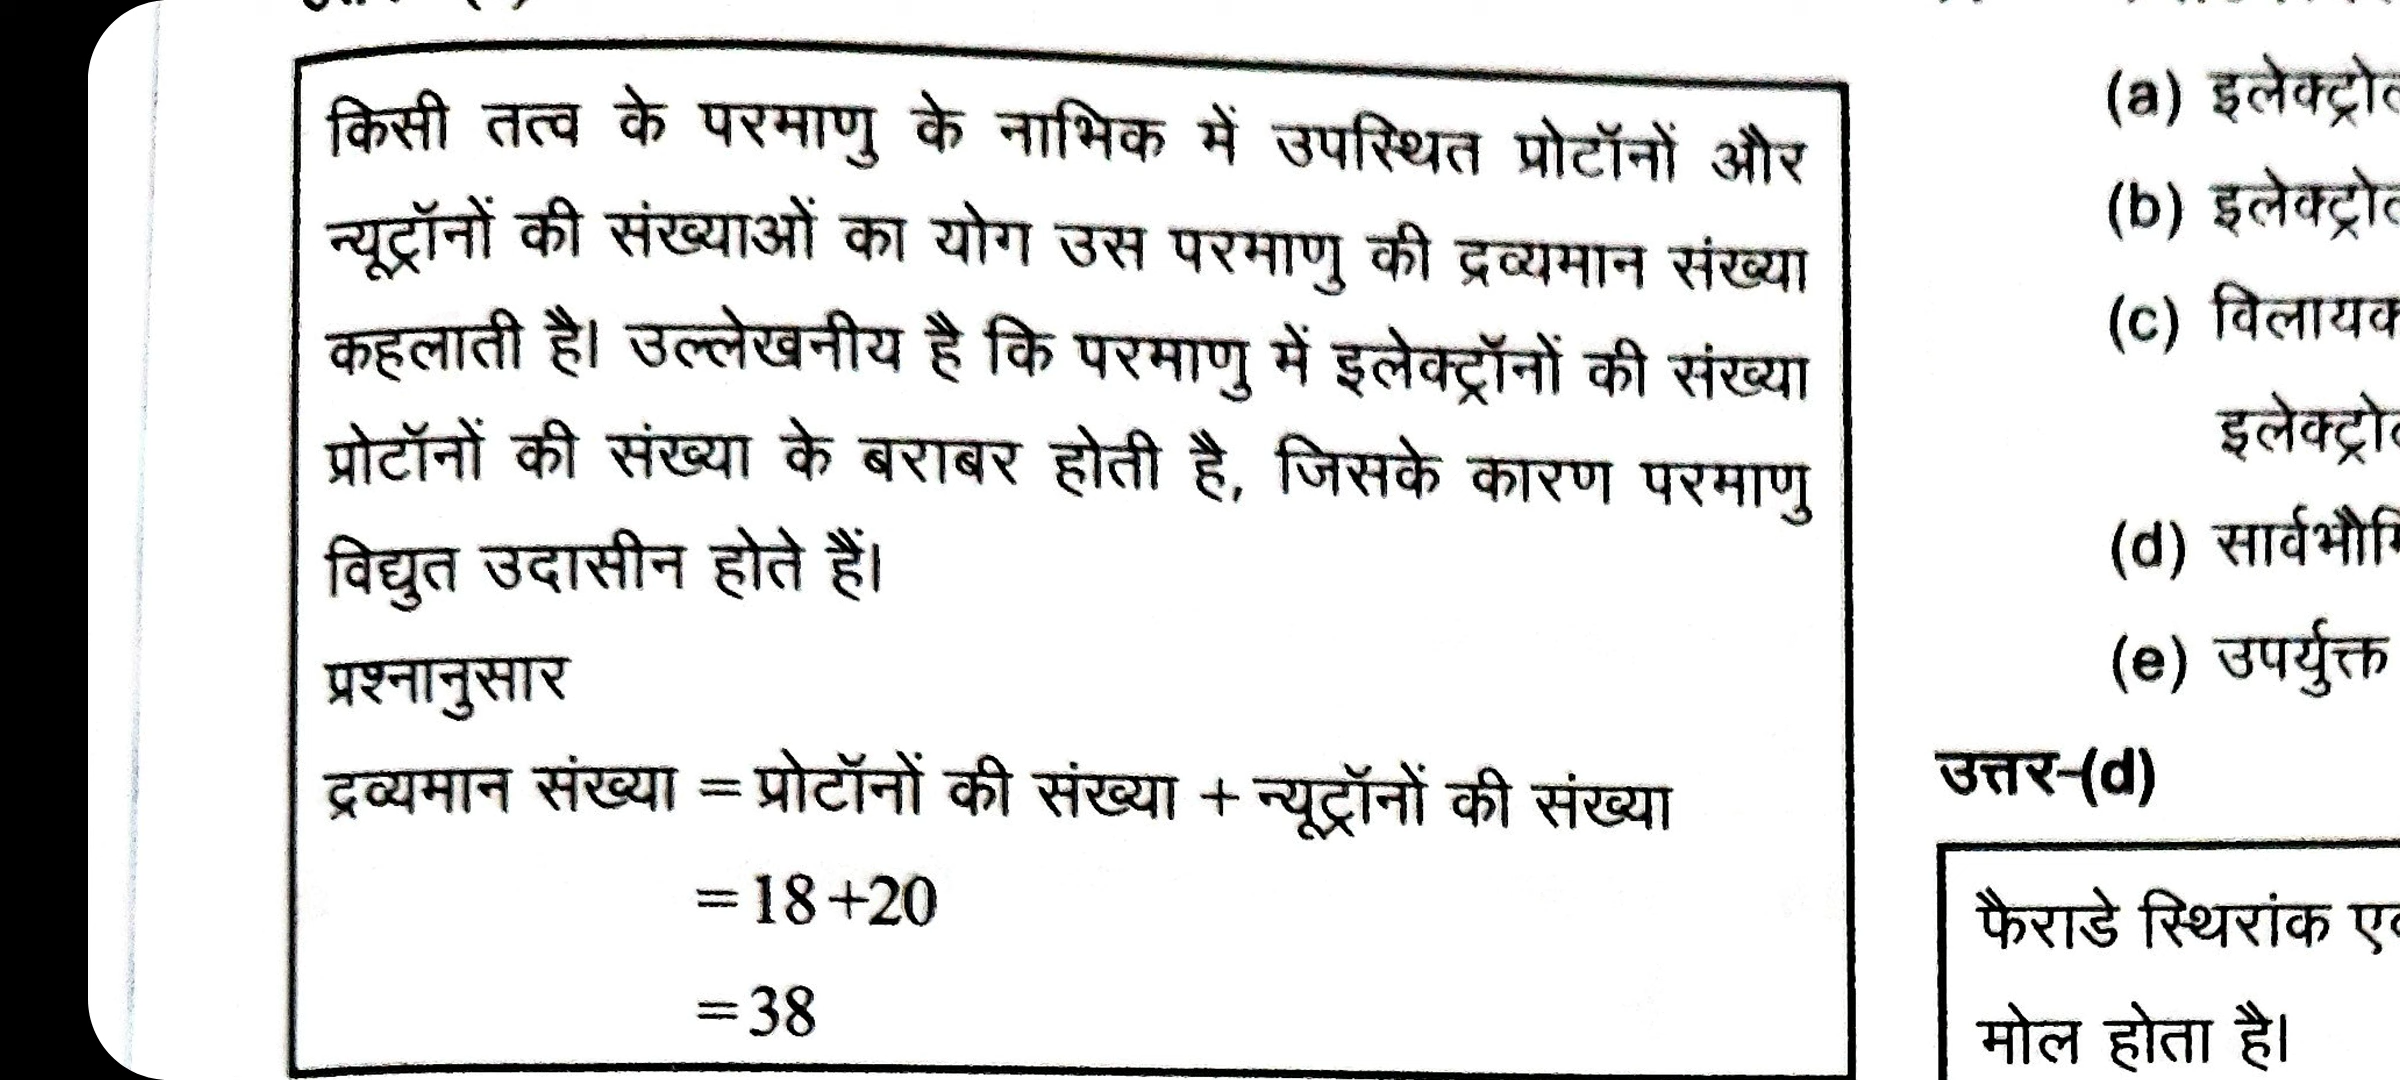 किसी तत्व के परमाणु के नाभिक में उपस्थित प्रोटॉनों और
न्यूट्रॉनों की संख्याओं का योग उस परमाणु की द्रव्यमान संख्या
कहलाती है। उल्लेखनीय है कि परमाणु में इलेक्ट्रॉनों की संख्या
प्रोटॉनों की संख्या के बराबर होती है, जिसके कारण परमाणु
विद्युत उदासीन होते हैं।
प्रश्नानुसार
द्रव्यमान संख्या = प्रोटॉनों की संख्या + न्यूट्रॉनों की संख्या
= 18+20
= 38
(a)
(b)
(c)
(d)
(e) उपर्युक्त
उत्तर-(d)
फैराडे स्थिरांक
मोल होता है।